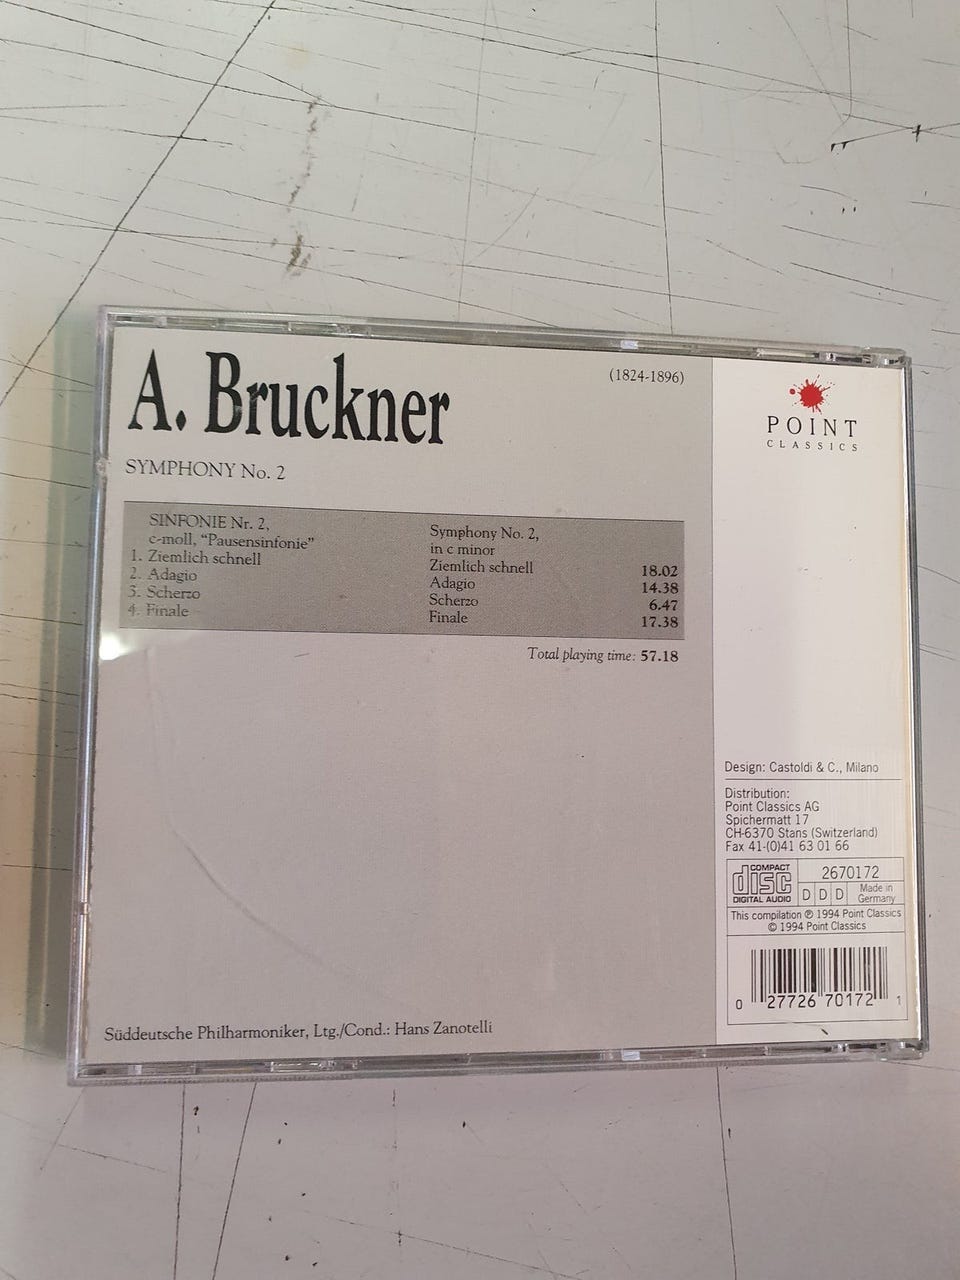 A. Bruckner
(1824-1896)
SYMPHONY No. 2
SINFONIE Nr. 2,
c-moll, “Pausensinfonie”
1. Ziemlich schnell
2. Adagio
3. Scherzo
4. Finale
Symphony No. 2,
in c minor
Ziemlich schnell 18.02
Adagio 14.38
Scherzo 6.47
Finale 17.38
Total playing time: 57.18
Süddeutsche Philharmoniker, Ltg./Cond.: Hans Zanotelli
POINT
CLASSICS
Design: Castoldi & C., Milano
Distribution:
Point Classics AG
Spichermatt 17
CH-6370 Stans (Switzerland)
Fax 41-(0)41 63 01 66
COMPACT
disc
DIGITAL AUDIO
2670172
D D D
Made in
Germany
This compilation ℗ 1994 Point Classics
© 1994 Point Classics
0 27726 70172 1